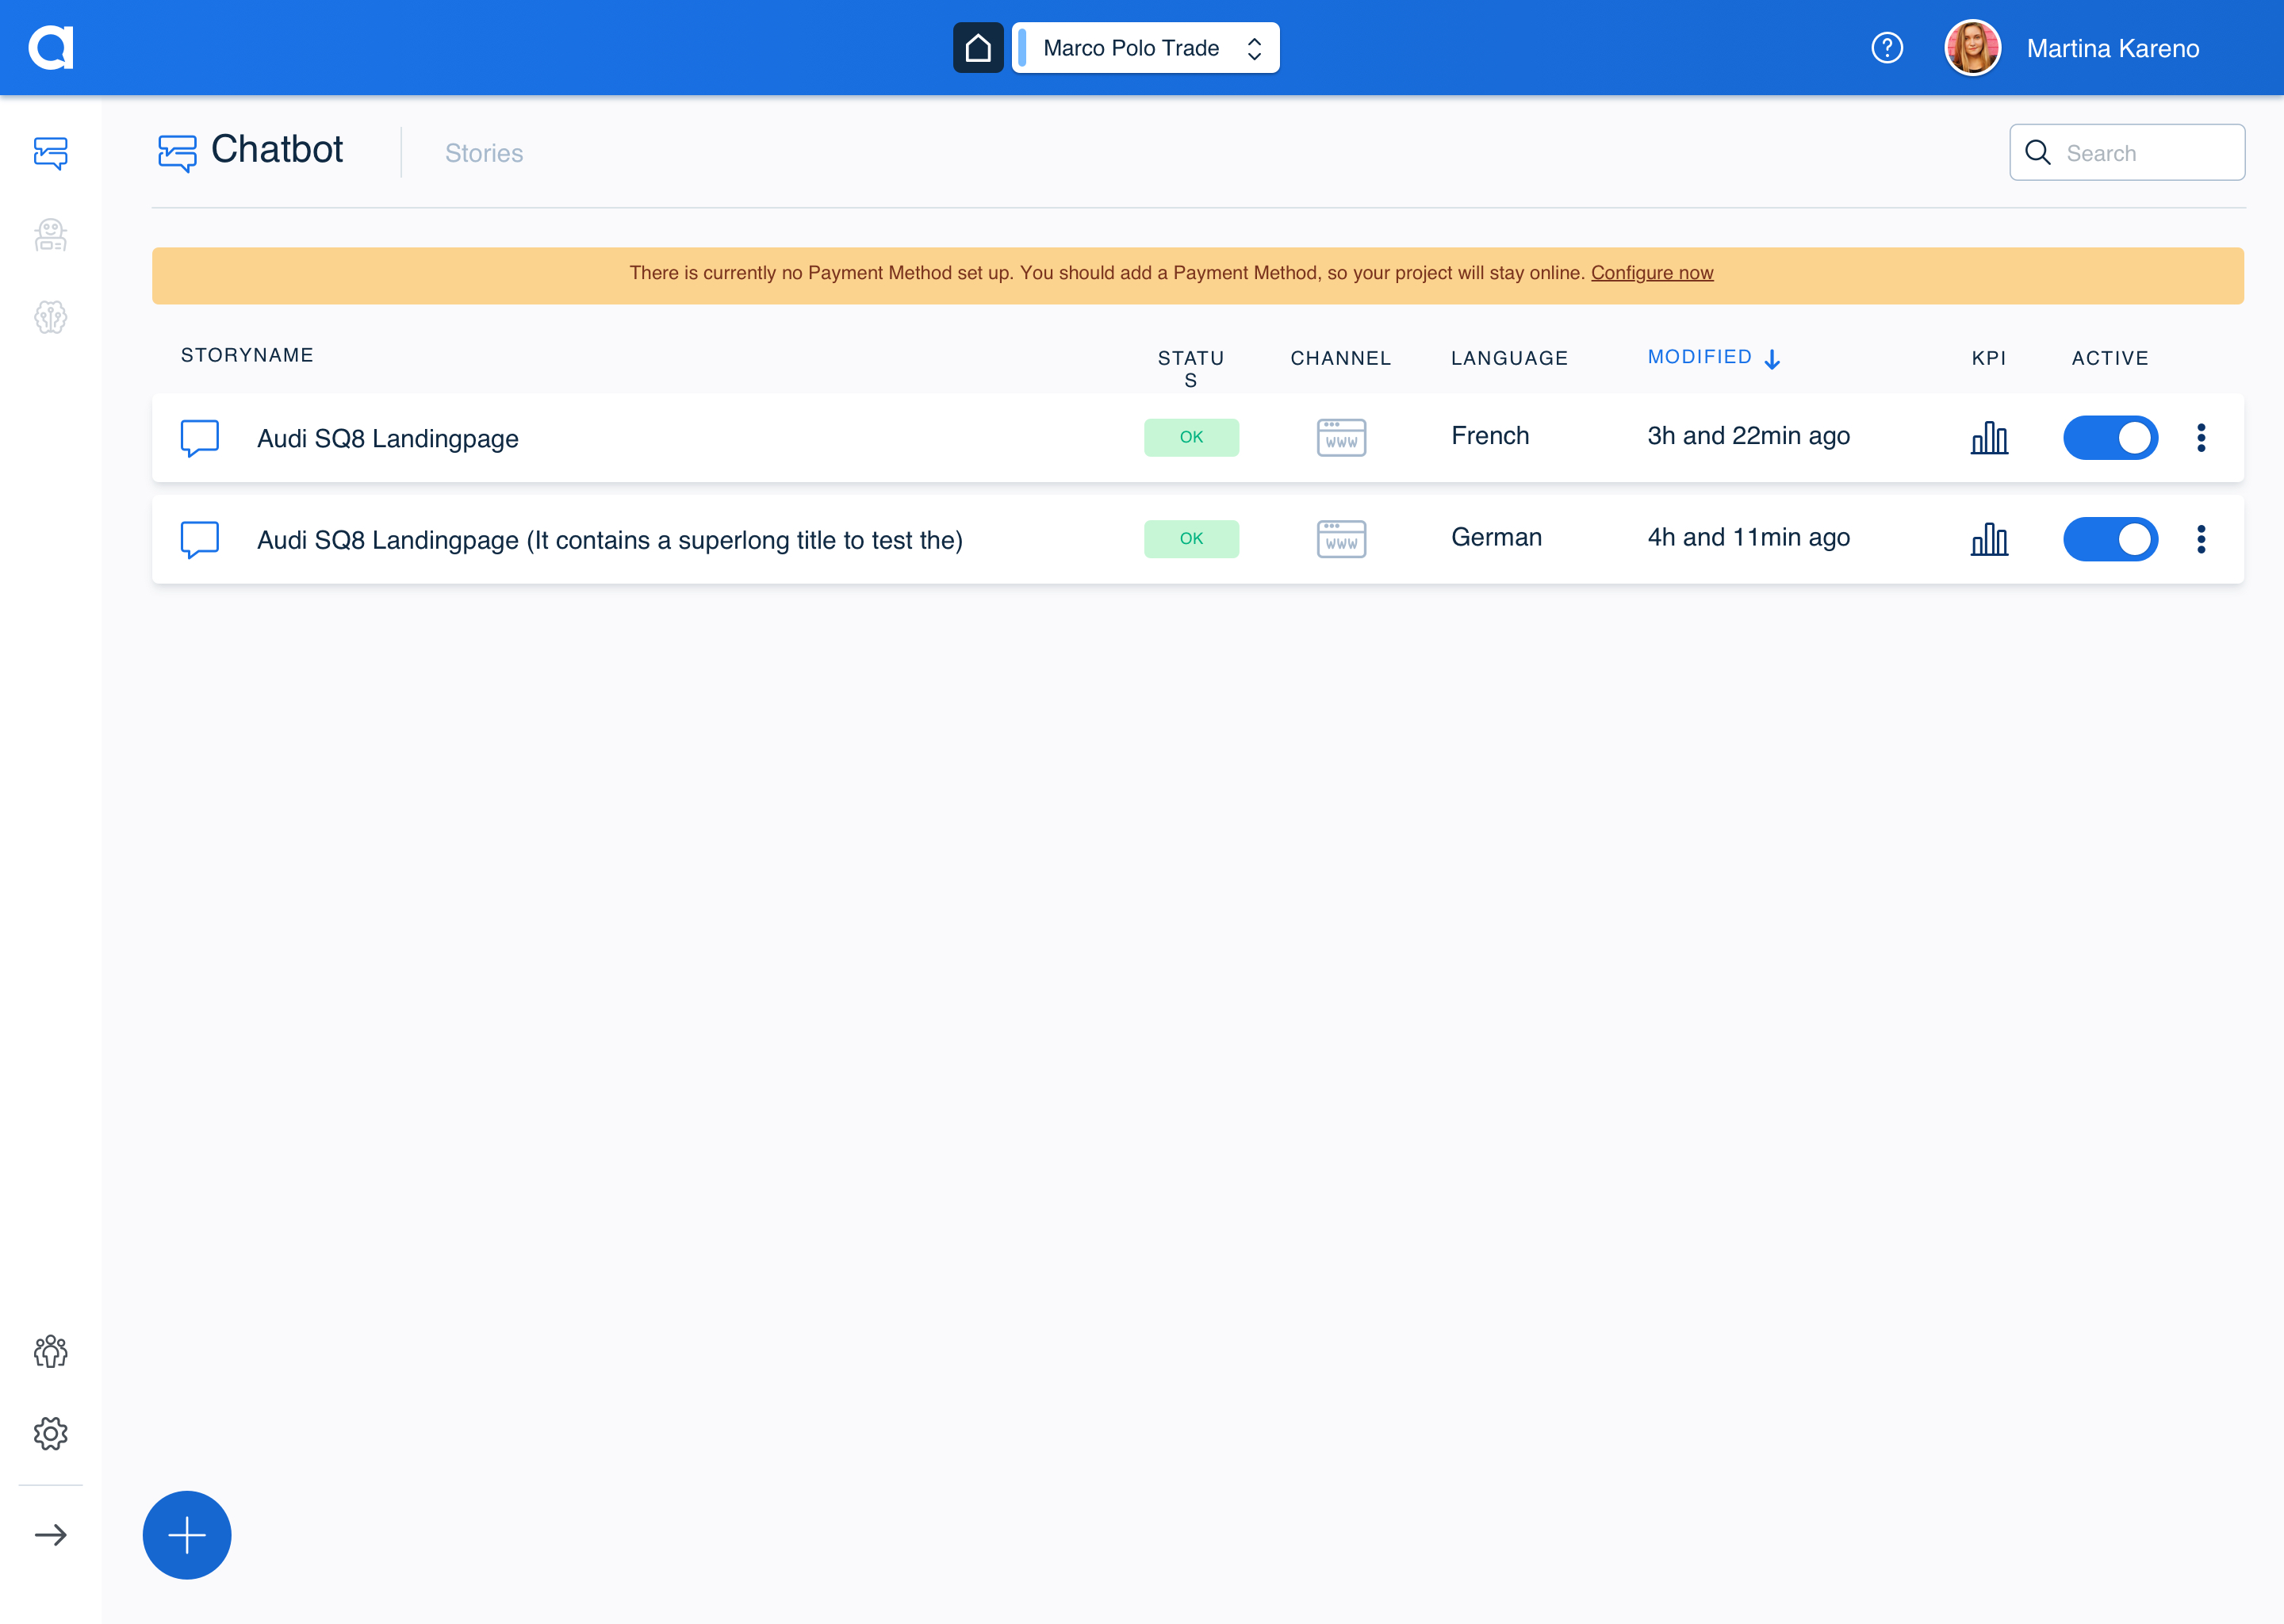 Marco Polo Trade
?
Martina Kareno
Chatbot
Stories
Search
There is currently no Payment Method set up. You should add a Payment Method, so your project will stay online. Configure now
STORYNAME
STATU
S
CHANNEL
LANGUAGE
MODIFIED
KPI
ACTIVE
Audi SQ8 Landingpage
OK
WWW
French
3h and 22min ago
Audi SQ8 Landingpage (It contains a superlong title to test the)
OK
WWW
German
4h and 11min ago